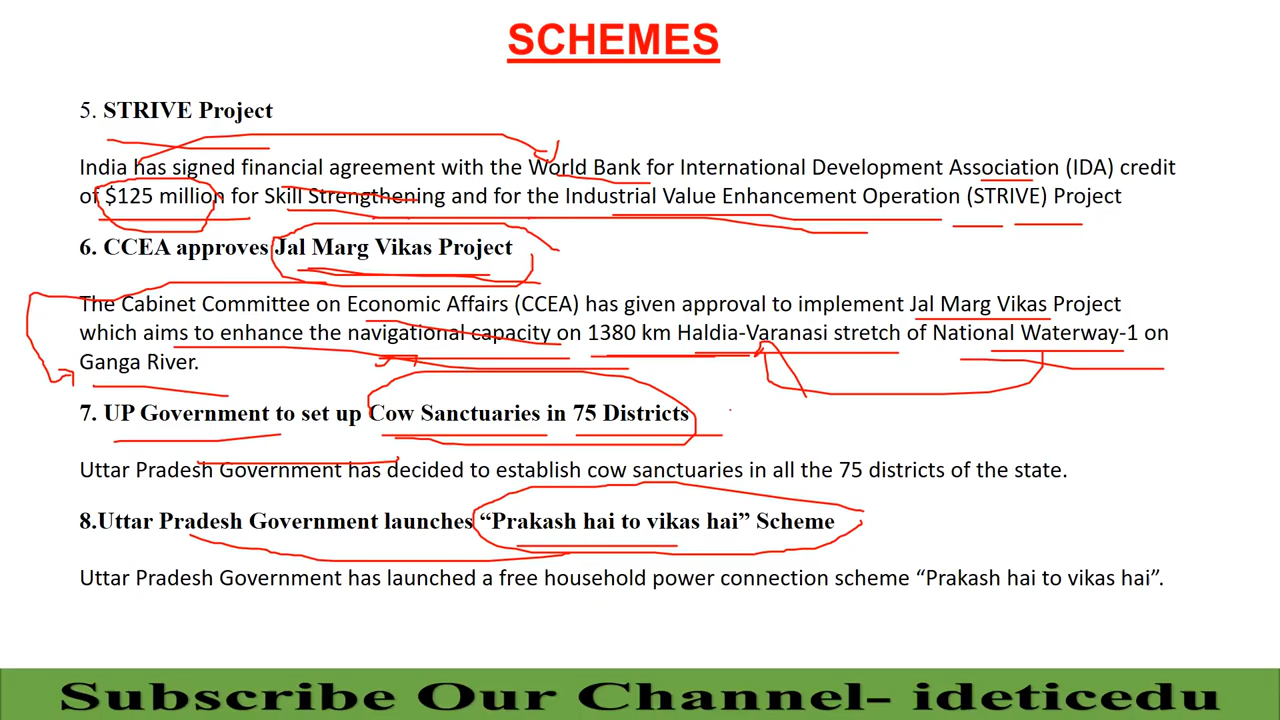 SCHEMES
5. STRIVE Project
India has signed financial agreement with the World Bank for International Development Association (IDA) credit
of $125 million for Skill Strengthening and for the Industrial Value Enhancement Operation (STRIVE) Project
6. CCEA approves Jal Marg Vikas Project
The Cabinet Committee on Economic Affairs (CCEA) has given approval to implement Jal Marg Vikas Project
which aims to enhance the navigational capacity on 1380 km Haldia-Varanasi stretch of National Waterway-1 on
Ganga River.
7. UP Government to set up Cow Sanctuaries in 75 Districts
Uttar Pradesh Government has decided to establish cow sanctuaries in all the 75 districts of the state.
8.Uttar Pradesh Government launches “Prakash hai to vikas hai” Scheme
Uttar Pradesh Government has launched a free household power connection scheme “Prakash hai to vikas hai”.
Subscribe Our Channel- ideticedu